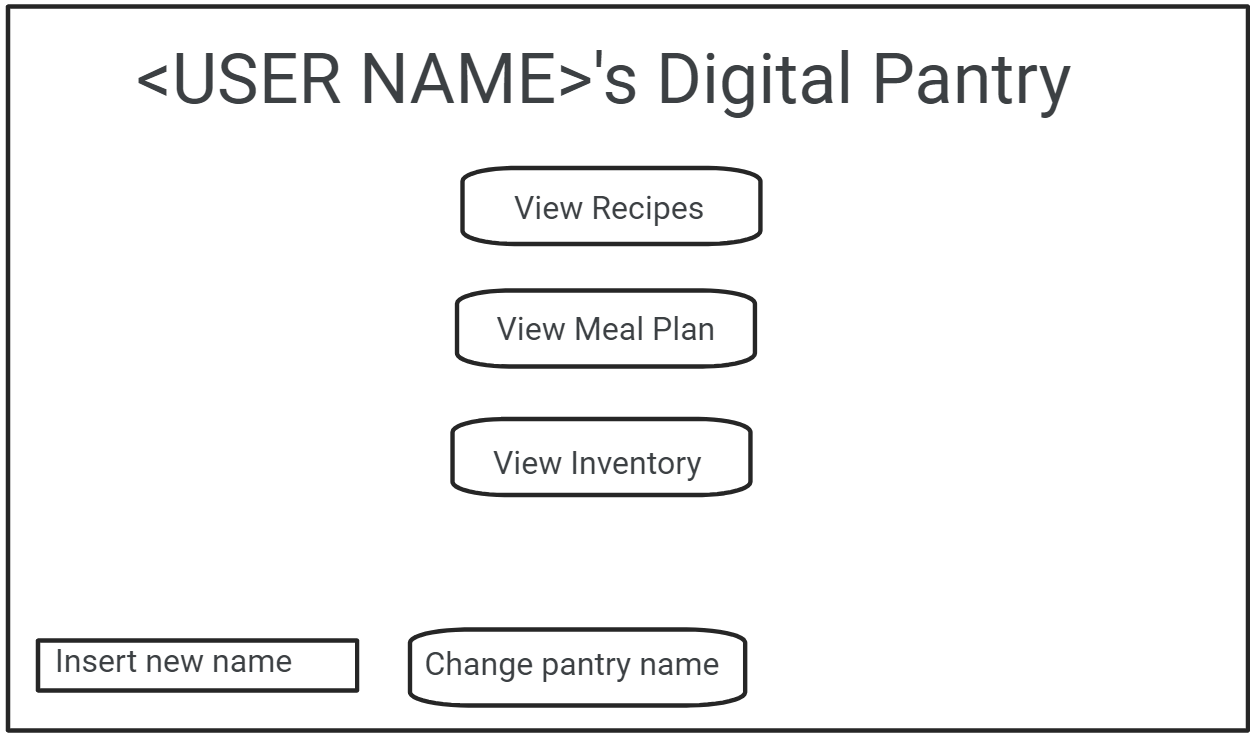 <USER NAME>'s Digital Pantry
View Recipes
View Meal Plan
View Inventory
Insert new name
Change pantry name